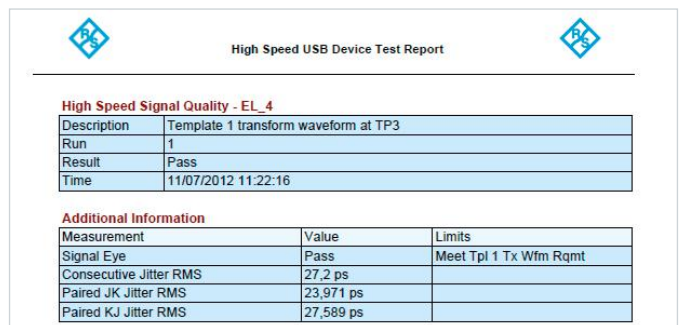 R S
R S
High Speed USB Device Test Report
High Speed Signal Quality - EL_4
Description Template 1 transform waveform at TP3
Run 1
Result Pass
Time 11/07/2012 11:22:16
Additional Information
Measurement Value Limits
Signal Eye Pass Meet Tpl 1 Tx Wfm Rqmt
Consecutive Jitter RMS 27,2 ps
Paired JK Jitter RMS 23,971 ps
Paired KJ Jitter RMS 27,589 ps